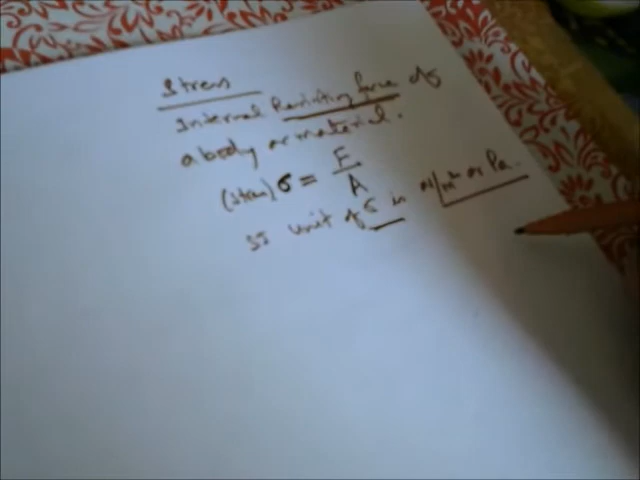 Stress
Internal Resisting force of
a body or material.
(Stress) σ = F/A
SI unit of σ is N/m² or Pa.